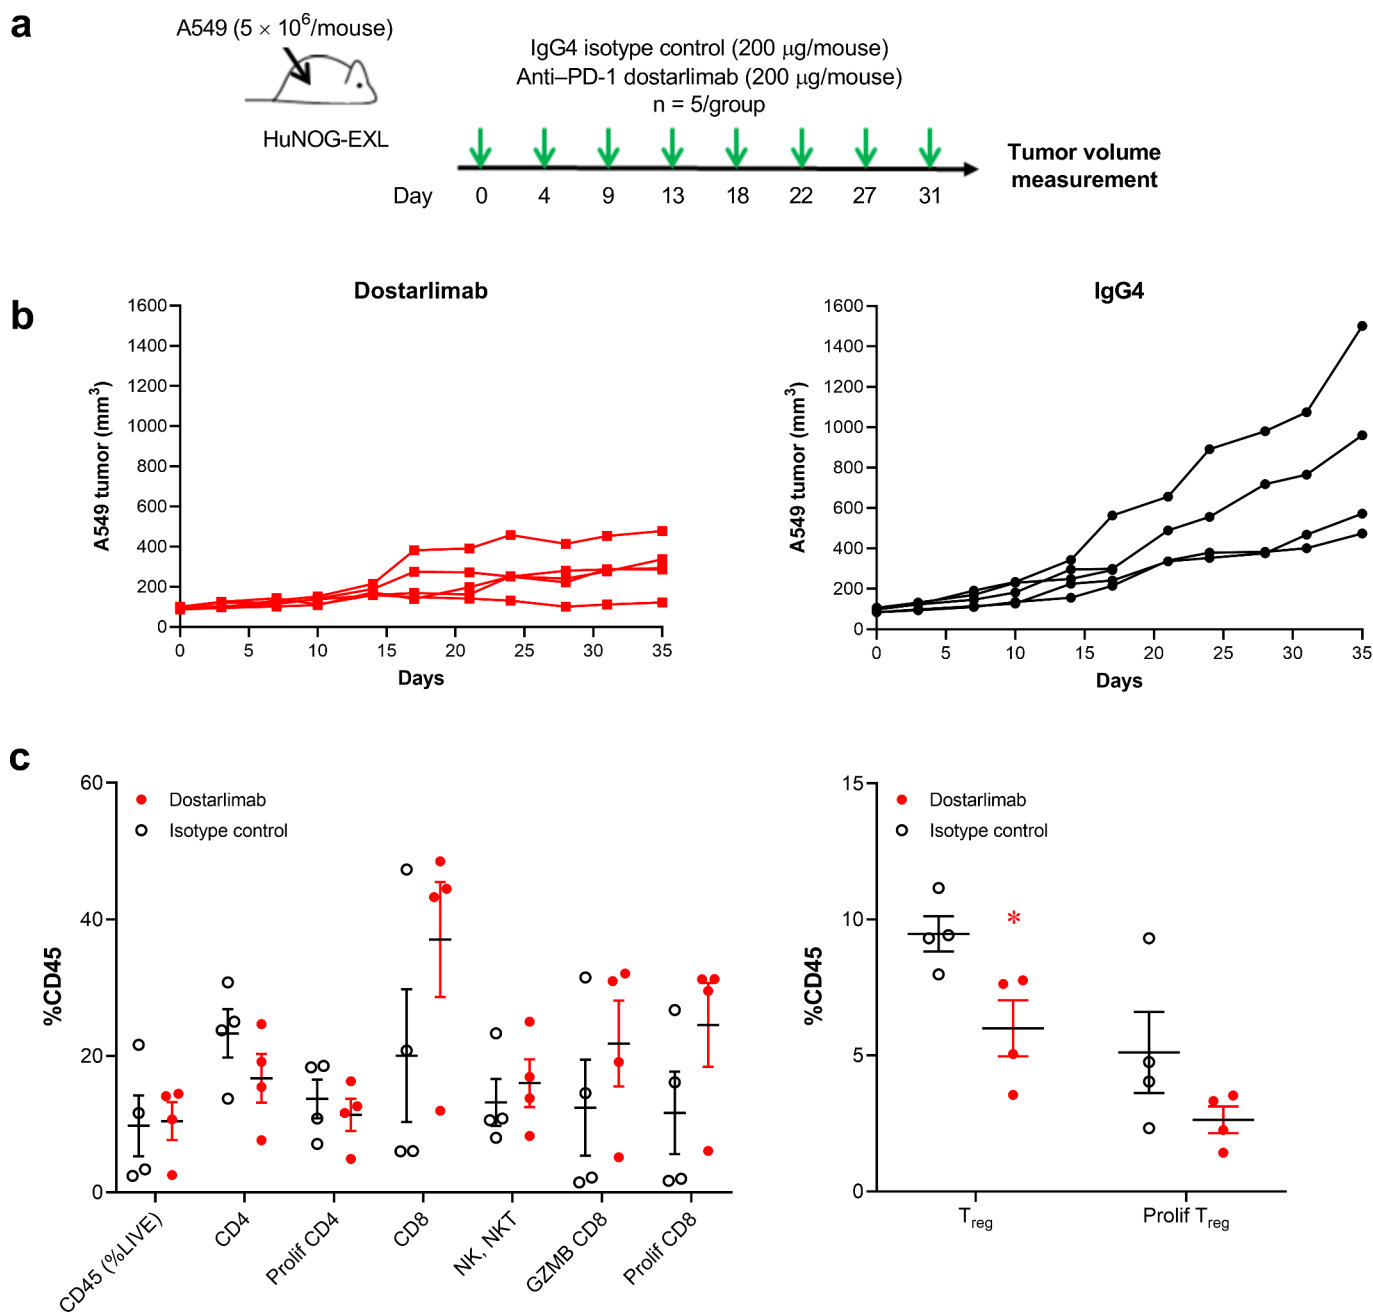 a
A549 (5 × 10⁶/mouse)
HuNOG-EXL
IgG4 isotype control (200 µg/mouse)
Anti–PD-1 dostarlimab (200 µg/mouse)
n = 5/group
Day 0 4 9 13 18 22 27 31
Tumor volume
measurement
b
Dostarlimab
A549 tumor (mm³)
1600
1400
1200
1000
800
600
400
200
0
0 5 10 15 20 25 30 35
Days
IgG4
A549 tumor (mm³)
1600
1400
1200
1000
800
600
400
200
0
0 5 10 15 20 25 30 35
Days
c
%CD45
60
40
20
0
Dostarlimab
Isotype control
CD45 (%LIVE)
CD4
Prolif CD4
CD8
NK, NKT
GZMB CD8
Prolif CD8
%CD45
15
10
5
0
Dostarlimab
Isotype control
*
T_reg
Prolif T_reg